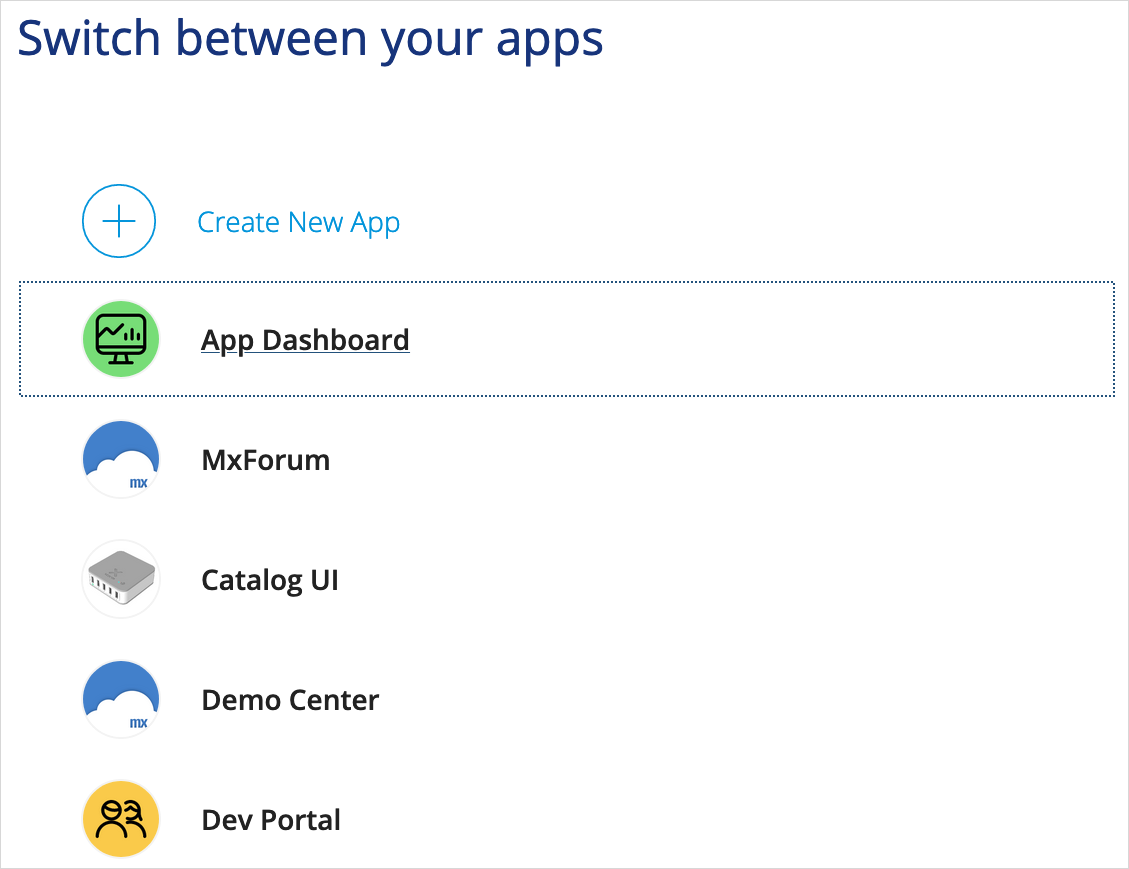 Switch between your apps
Create New App
App Dashboard
MxForum
mx
Catalog UI
Demo Center
mx
Dev Portal